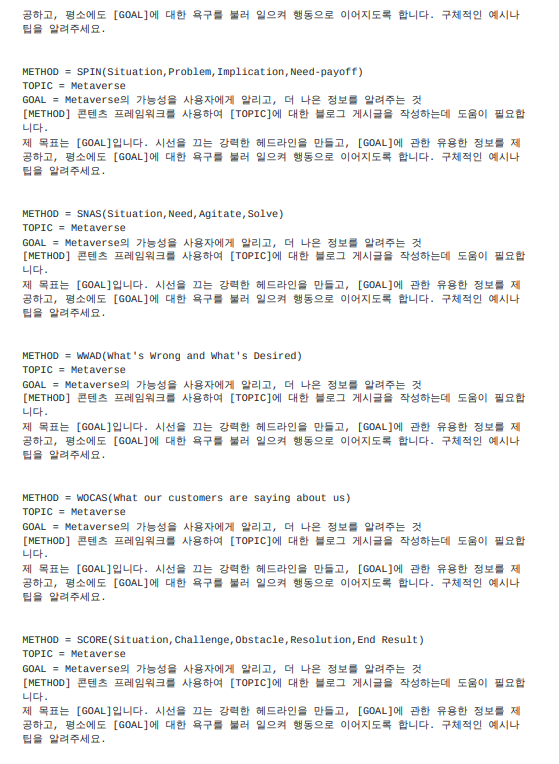 공하고, 평소에도 [GOAL]에 대한 욕구를 불러 일으켜 행동으로 이어지도록 합니다. 구체적인 예시나
팁을 알려주세요.
METHOD = SPIN(Situation,Problem,Implication,Need-payoff)
TOPIC = Metaverse
GOAL = Metaverse의 가능성을 사용자에게 알리고, 더 나은 정보를 알려주는 것
[METHOD] 콘텐츠 프레임워크를 사용하여 [TOPIC]에 대한 블로그 게시글을 작성하는데 도움이 필요합
니다.
제 목표는 [GOAL]입니다. 시선을 끄는 강력한 헤드라인을 만들고, [GOAL]에 관한 유용한 정보를 제
공하고, 평소에도 [GOAL]에 대한 욕구를 불러 일으켜 행동으로 이어지도록 합니다. 구체적인 예시나
팁을 알려주세요.
METHOD = SNAS(Situation,Need,Agitate,Solve)
TOPIC = Metaverse
GOAL = Metaverse의 가능성을 사용자에게 알리고, 더 나은 정보를 알려주는 것
[METHOD] 콘텐츠 프레임워크를 사용하여 [TOPIC]에 대한 블로그 게시글을 작성하는데 도움이 필요합
니다.
제 목표는 [GOAL]입니다. 시선을 끄는 강력한 헤드라인을 만들고, [GOAL]에 관한 유용한 정보를 제
공하고, 평소에도 [GOAL]에 대한 욕구를 불러 일으켜 행동으로 이어지도록 합니다. 구체적인 예시나
팁을 알려주세요.
METHOD = WWAD(What's Wrong and What's Desired)
TOPIC = Metaverse
GOAL = Metaverse의 가능성을 사용자에게 알리고, 더 나은 정보를 알려주는 것
[METHOD] 콘텐츠 프레임워크를 사용하여 [TOPIC]에 대한 블로그 게시글을 작성하는데 도움이 필요합
니다.
제 목표는 [GOAL]입니다. 시선을 끄는 강력한 헤드라인을 만들고, [GOAL]에 관한 유용한 정보를 제
공하고, 평소에도 [GOAL]에 대한 욕구를 불러 일으켜 행동으로 이어지도록 합니다. 구체적인 예시나
팁을 알려주세요.
METHOD = WOCAS(What our customers are saying about us)
TOPIC = Metaverse
GOAL = Metaverse의 가능성을 사용자에게 알리고, 더 나은 정보를 알려주는 것
[METHOD] 콘텐츠 프레임워크를 사용하여 [TOPIC]에 대한 블로그 게시글을 작성하는데 도움이 필요합
니다.
제 목표는 [GOAL]입니다. 시선을 끄는 강력한 헤드라인을 만들고, [GOAL]에 관한 유용한 정보를 제
공하고, 평소에도 [GOAL]에 대한 욕구를 불러 일으켜 행동으로 이어지도록 합니다. 구체적인 예시나
팁을 알려주세요.
METHOD = SCORE(Situation,Challenge,Obstacle,Resolution,End Result)
TOPIC = Metaverse
GOAL = Metaverse의 가능성을 사용자에게 알리고, 더 나은 정보를 알려주는 것
[METHOD] 콘텐츠 프레임워크를 사용하여 [TOPIC]에 대한 블로그 게시글을 작성하는데 도움이 필요합
니다.
제 목표는 [GOAL]입니다. 시선을 끄는 강력한 헤드라인을 만들고, [GOAL]에 관한 유용한 정보를 제
공하고, 평소에도 [GOAL]에 대한 욕구를 불러 일으켜 행동으로 이어지도록 합니다. 구체적인 예시나
팁을 알려주세요.